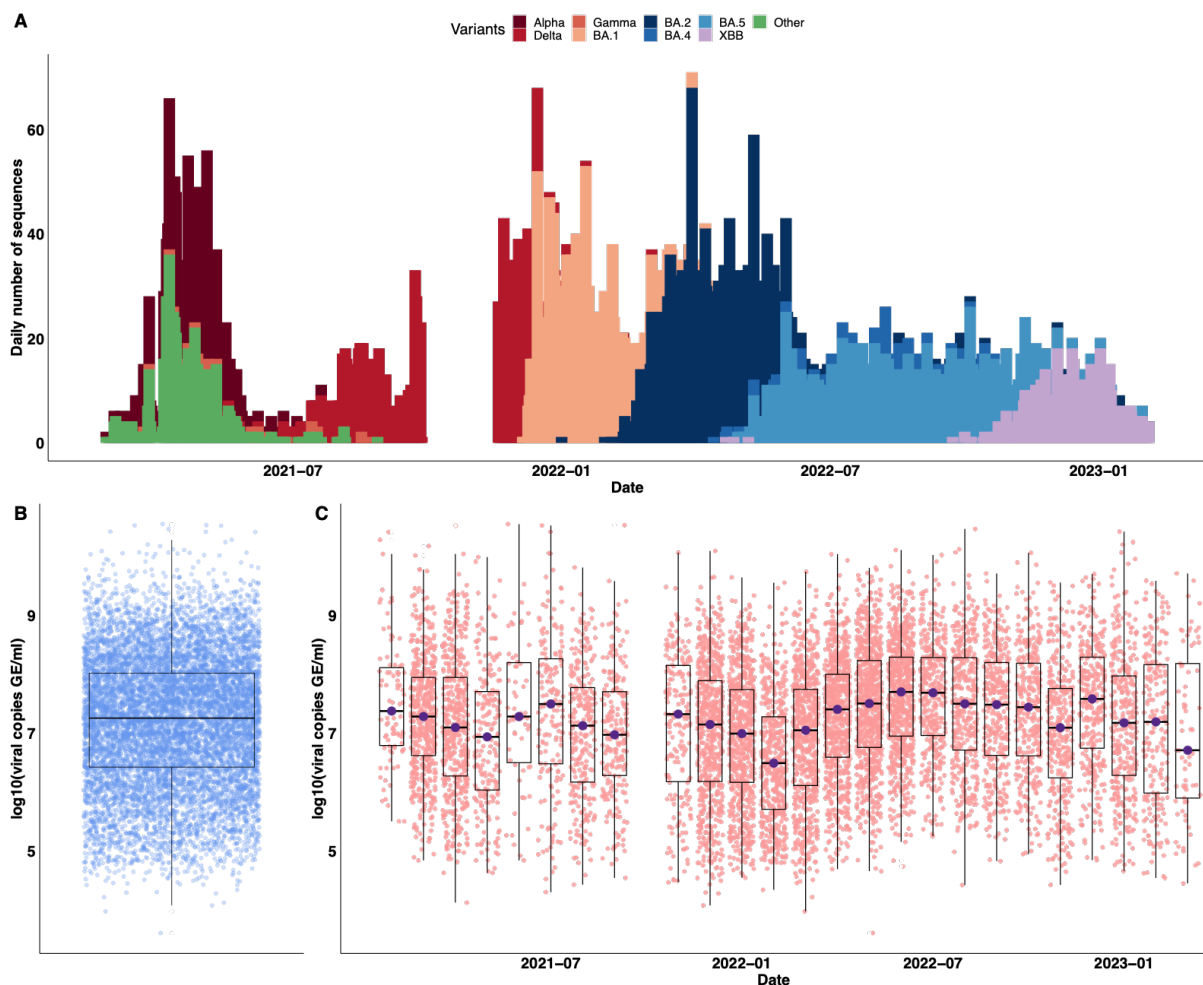 A
Variants
Alpha Gamma BA.2 BA.5 Other
Delta BA.1 BA.4 XBB
Daily number of sequences
60
40
20
0
2021–07 2022–01 2022–07 2023–01
Date
B
log10(viral copies GE/ml)
9
7
5
C
log10(viral copies GE/ml)
9
7
5
2021–07 2022–01 2022–07 2023–01
Date